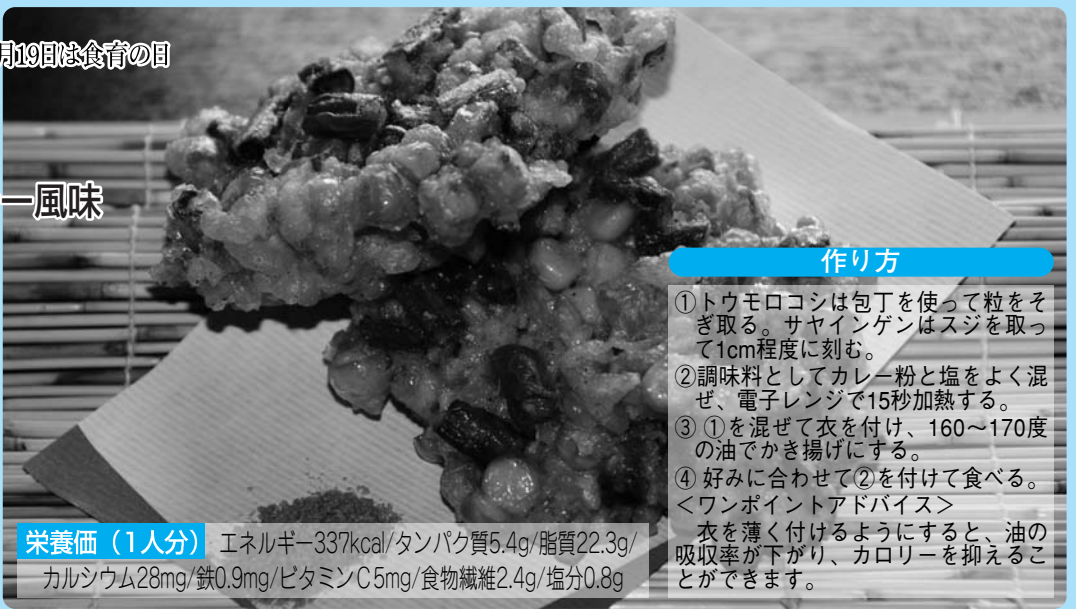 月19日は食育の日
ー風味
作り方
①トウモロコシは包丁を使って粒をそ
ぎ取る。サヤインゲンはスジを取っ
て1cm程度に刻む。
②調味料としてカレー粉と塩をよく混
ぜ、電子レンジで15秒加熱する。
③ ①を混ぜて衣を付け、160〜170度
の油でかき揚げにする。
④ 好みに合わせて②を付けて食べる。
＜ワンポイントアドバイス＞
衣を薄く付けるようにすると、油の
吸収率が下がり、カロリーを抑えるこ
とができます。
栄養価（1人分） エネルギー337kcal/タンパク質5.4g/脂質22.3g/
カルシウム28mg/鉄0.9mg/ビタミンC5mg/食物繊維2.4g/塩分0.8g